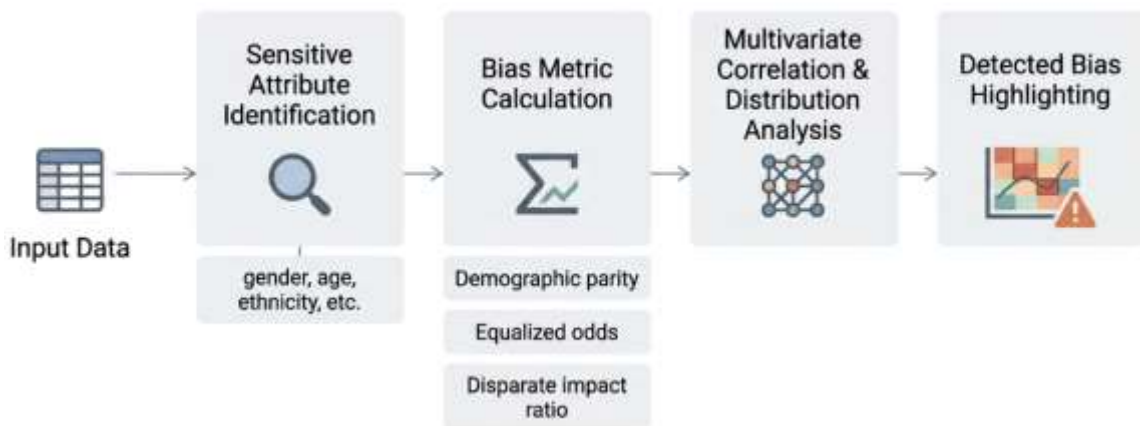 Input Data
Sensitive
Attribute
Identification
gender, age,
ethnicity, etc.
Bias Metric
Calculation
Demographic parity
Equalized odds
Disparate impact
ratio
Multivariate
Correlation &
Distribution
Analysis
Detected Bias
Highlighting